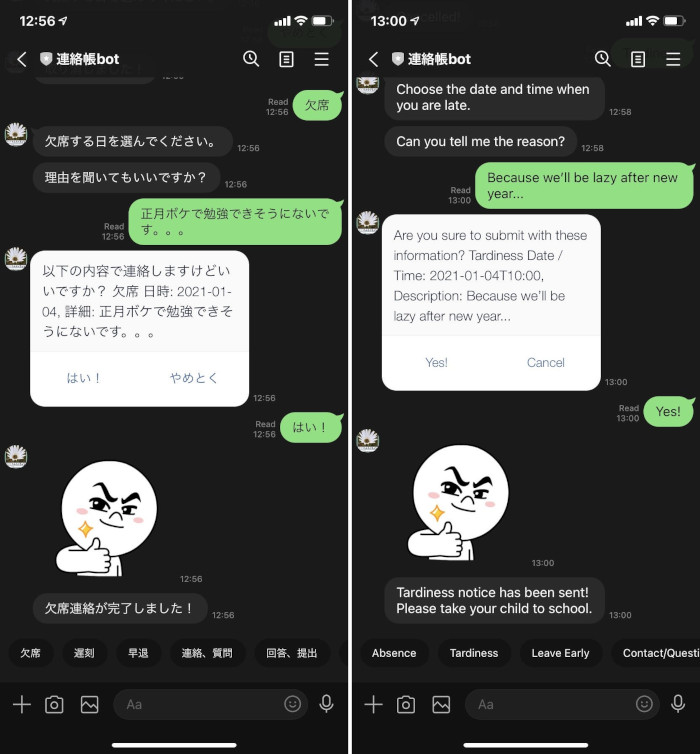 12:56
連絡帳bot
12:56
Read
12:56
欠席
欠席する日を選んでください。
12:56
理由を聞いてもいいですか？
12:56
Read
12:56
正月ボケで勉強できそうにないで
す。。。
以下の内容で連絡しますけどい
いですか？ 欠席 日時: 2021-01-
04, 詳細: 正月ボケで勉強できそ
うにないです。。。
はい！
やめとく
12:56
Read
12:56
はい！
12:56
欠席連絡が完了しました！
12:56
欠席
遅刻
早退
連絡、質問
回答、提出
Aa
13:00
連絡帳bot
Choose the date and time when
you are late.
12:58
Can you tell me the reason?
12:58
Read
13:00
Because we'll be lazy after new
year...
Are you sure to submit with these
information? Tardiness Date /
Time: 2021-01-04T10:00,
Description: Because we'll be
lazy after new year...
Yes!
Cancel
13:00
Read
13:00
Yes!
13:00
Tardiness notice has been sent!
Please take your child to school.
13:00
Absence
Tardiness
Leave Early
Contact/Questi
Aa